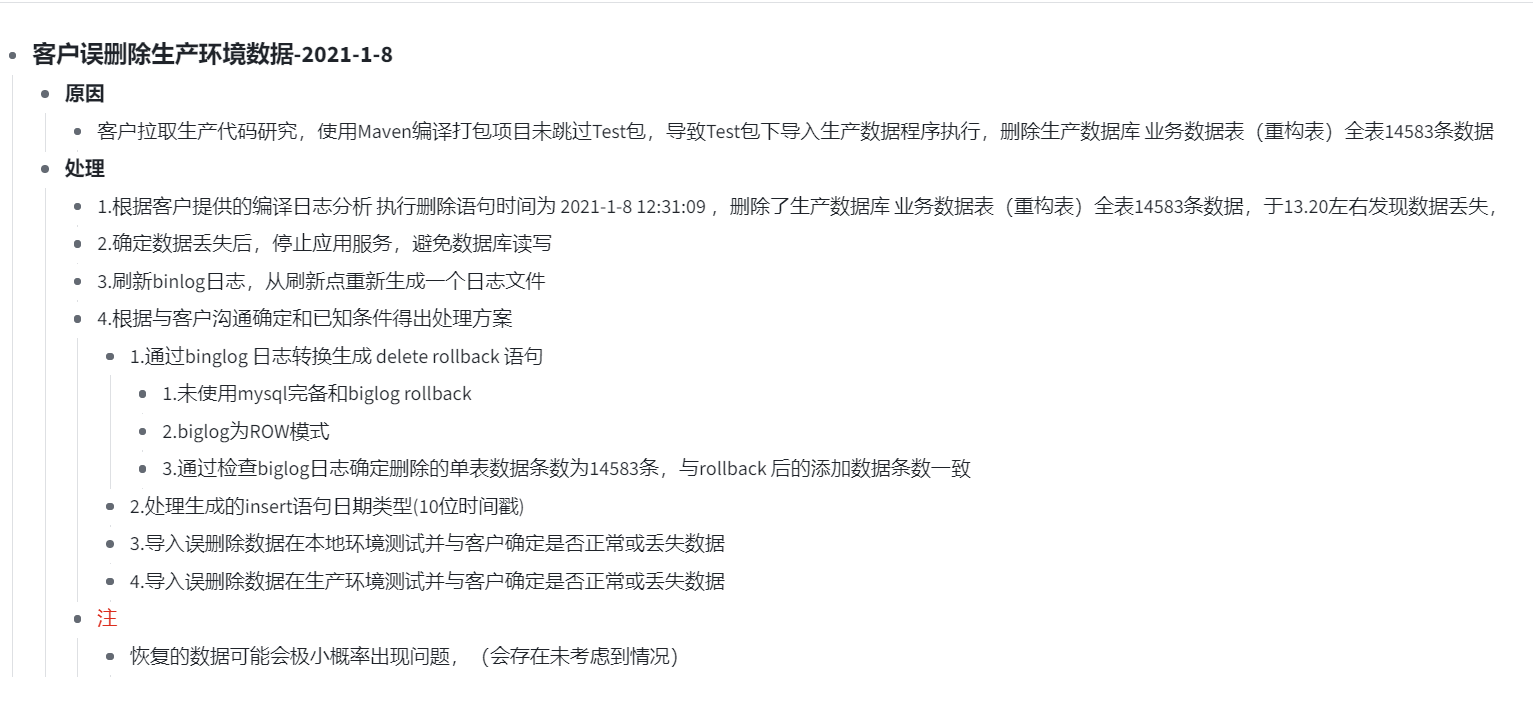 客户误删除生产环境数据-2021-1-8
原因
客户拉取生产代码研究，使用Maven编译打包项目未跳过Test包，导致Test包下导入生产数据程序执行，删除生产数据库 业务数据表（重构表）全表14583条数据
处理
1.根据客户提供的编译日志分析 执行删除语句时间为 2021-1-8 12:31:09 ，删除了生产数据库 业务数据表（重构表）全表14583条数据，于13.20左右发现数据丢失，
2.确定数据丢失后，停止应用服务，避免数据库读写
3.刷新binlog日志，从刷新点重新生成一个日志文件
4.根据与客户沟通确定和已知条件得出处理方案
1.通过binglog 日志转换生成 delete rollback 语句
1.未使用mysql完备和biglog rollback
2.biglog为ROW模式
3.通过检查biglog日志确定删除的单表数据条数为14583条，与rollback 后的添加数据条数一致
2.处理生成的insert语句日期类型(10位时间戳)
3.导入误删除数据在本地环境测试并与客户确定是否正常或丢失数据
4.导入误删除数据在生产环境测试并与客户确定是否正常或丢失数据
注
恢复的数据可能会极小概率出现问题，（会存在未考虑到情况）